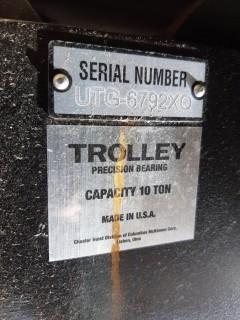 SERIAL NUMBER
UTG-6792XO
TROLLEY
PRECISION BEARING
CAPACITY 10 TON
MADE IN U.S.A.
Chester Hoist Division of Columbus McKinnon Corp.
Lisbon, Ohio